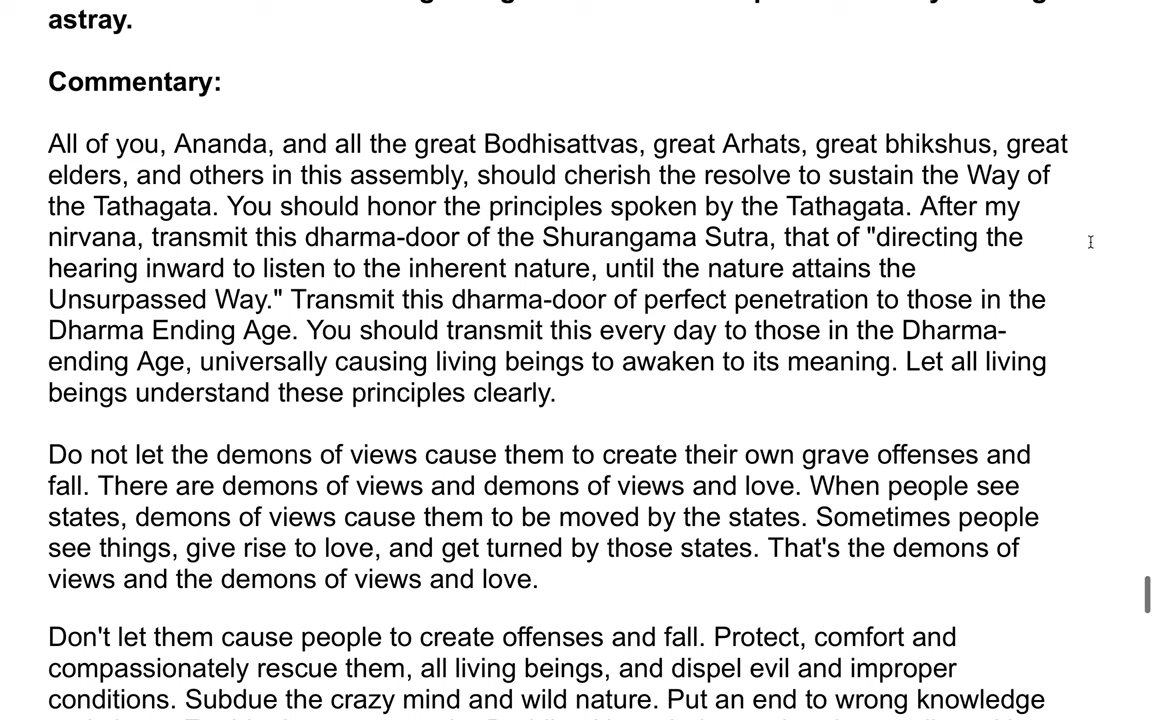 astray.
Commentary:
All of you, Ananda, and all the great Bodhisattvas, great Arhats, great bhikshus, great
elders, and others in this assembly, should cherish the resolve to sustain the Way of
the Tathagata. You should honor the principles spoken by the Tathagata. After my
nirvana, transmit this dharma-door of the Shurangama Sutra, that of "directing the
hearing inward to listen to the inherent nature, until the nature attains the
Unsurpassed Way." Transmit this dharma-door of perfect penetration to those in the
Dharma Ending Age. You should transmit this every day to those in the Dharma-
ending Age, universally causing living beings to awaken to its meaning. Let all living
beings understand these principles clearly.
Do not let the demons of views cause them to create their own grave offenses and
fall. There are demons of views and demons of views and love. When people see
states, demons of views cause them to be moved by the states. Sometimes people
see things, give rise to love, and get turned by those states. That's the demons of
views and the demons of views and love.
Don't let them cause people to create offenses and fall. Protect, comfort and
compassionately rescue them, all living beings, and dispel evil and improper
conditions. Subdue the crazy mind and wild nature. Put an end to wrong knowledge